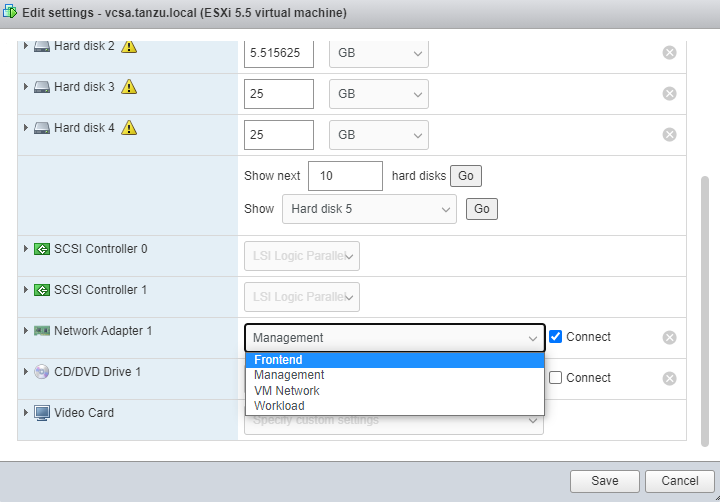 Edit settings - vcsa.tanzu.local (ESXi 5.5 virtual machine)
Hard disk 2 5.515625 GB
Hard disk 3 25 GB
Hard disk 4 25 GB
Show next 10 hard disks Go
Show Hard disk 5 Go
SCSI Controller 0 LSI Logic Parallel
SCSI Controller 1 LSI Logic Parallel
Network Adapter 1 Management Connect
Frontend
CD/DVD Drive 1 Management Connect
VM Network
Workload
Video Card Specify custom settings
Save Cancel